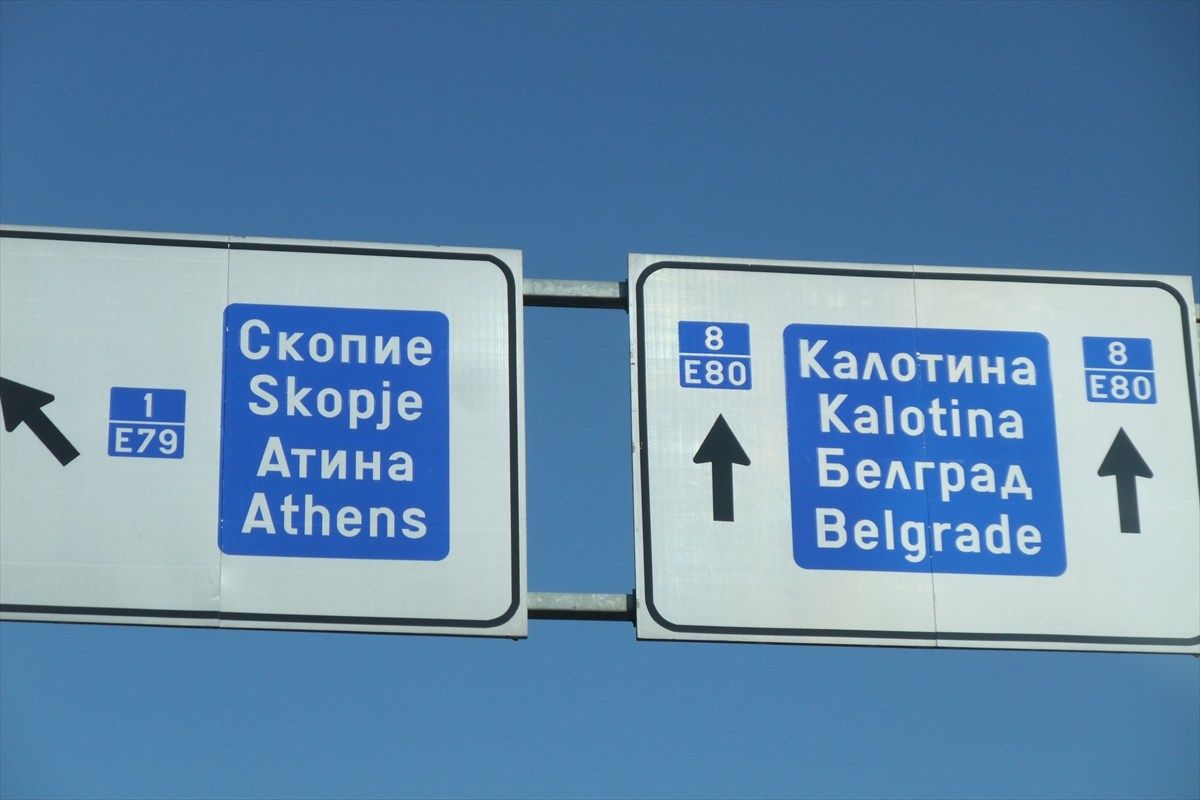 1
E79
Скопие
Skopje
Атина
Athens
8
E80
Калотина
Kalotina
Белград
Belgrade
8
E80